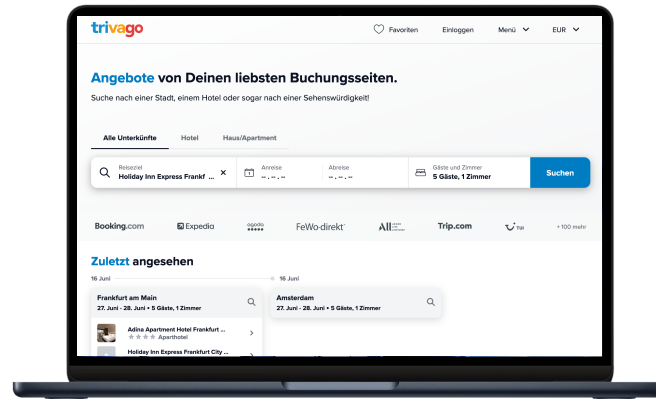 trivago
Favoriten Einloggen Menü EUR
Angebote von Deinen liebsten Buchungsseiten.
Suche nach einer Stadt, einem Hotel oder sogar nach einer Sehenswürdigkeit!
Alle Unterkünfte Hotel Haus/Apartment
Reiseziel Anreise Abreise Gäste und Zimmer
Holiday Inn Express Frankf ... × -- . -- . -- -- . -- . -- 5 Gäste, 1 Zimmer Suchen
Booking.com Expedia agoda FeWo-direkt All Trip.com TUI + 100 mehr
Zuletzt angesehen
16 Juni 16 Juni
Frankfurt am Main Amsterdam
27. Juni - 28. Juni • 5 Gäste, 1 Zimmer 27. Juni - 28. Juni • 5 Gäste, 1 Zimmer
Adina Apartment Hotel Frankfurt ...
★★★★ Aparthotel
Holiday Inn Express Frankfurt City ...